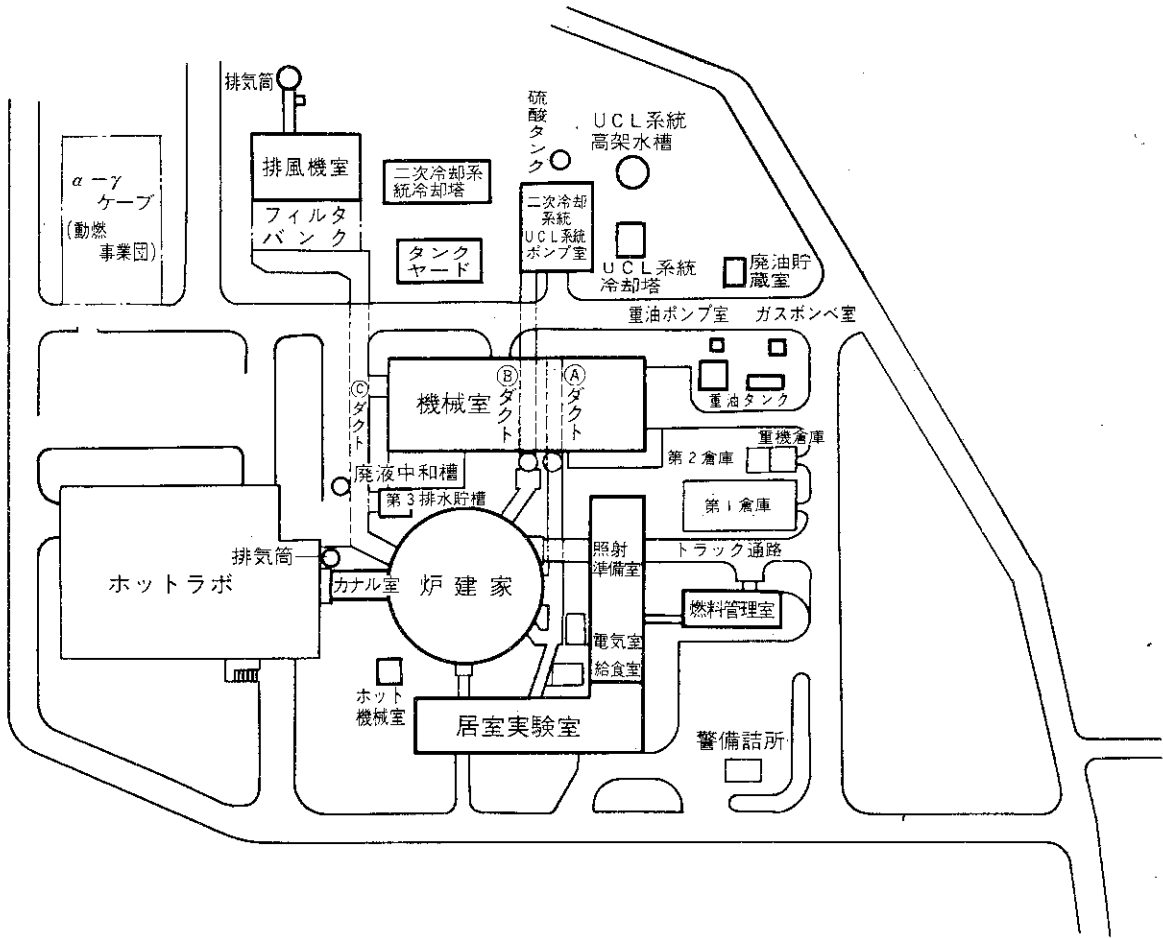 排気筒
排風機室
フィルタ
バンク
α−γ
ケーブ
(動燃
事業団)
二次冷却系
統冷却塔
タンク
ヤード
硫酸タンク
UCL系統
高架水槽
二次冷却
系統
UCL系統
ポンプ室
UCL系統
冷却塔
廃油貯
蔵室
重油ポンプ室
ガスボンベ室
重油タンク
機械室
Ⓒダクト
Ⓑダクト
Ⓐダクト
重機倉庫
第2倉庫
第1倉庫
廃液中和槽
第3排水貯槽
排気筒
ホットラボ
カナル室
炉建家
照射
準備室
トラック通路
燃料管理室
電気室
給食室
ホット
機械室
居室実験室
警備詰所